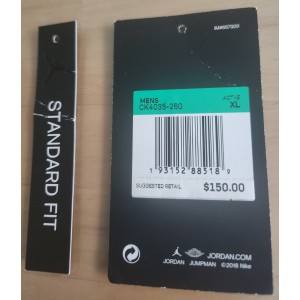 STANDARD FIT
MENS
CK4035-260
ACTIVE
XL
1 93152 88518 9
SUGGESTED RETAIL
$150.00
JORDAN
JUMPMAN
JORDAN.COM
©2018 Nike